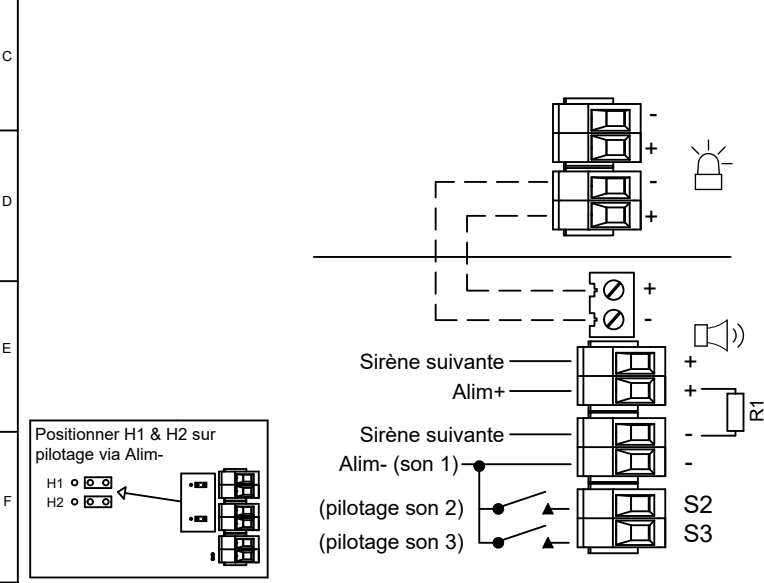 C
-
+
D
-
+
+
-
E
Sirène suivante
+
Alim+
+
R1
Sirène suivante
-
Alim- (son 1)
-
Positionner H1 & H2 sur
pilotage via Alim-
H1
H2
F
(pilotage son 2)
S2
(pilotage son 3)
S3